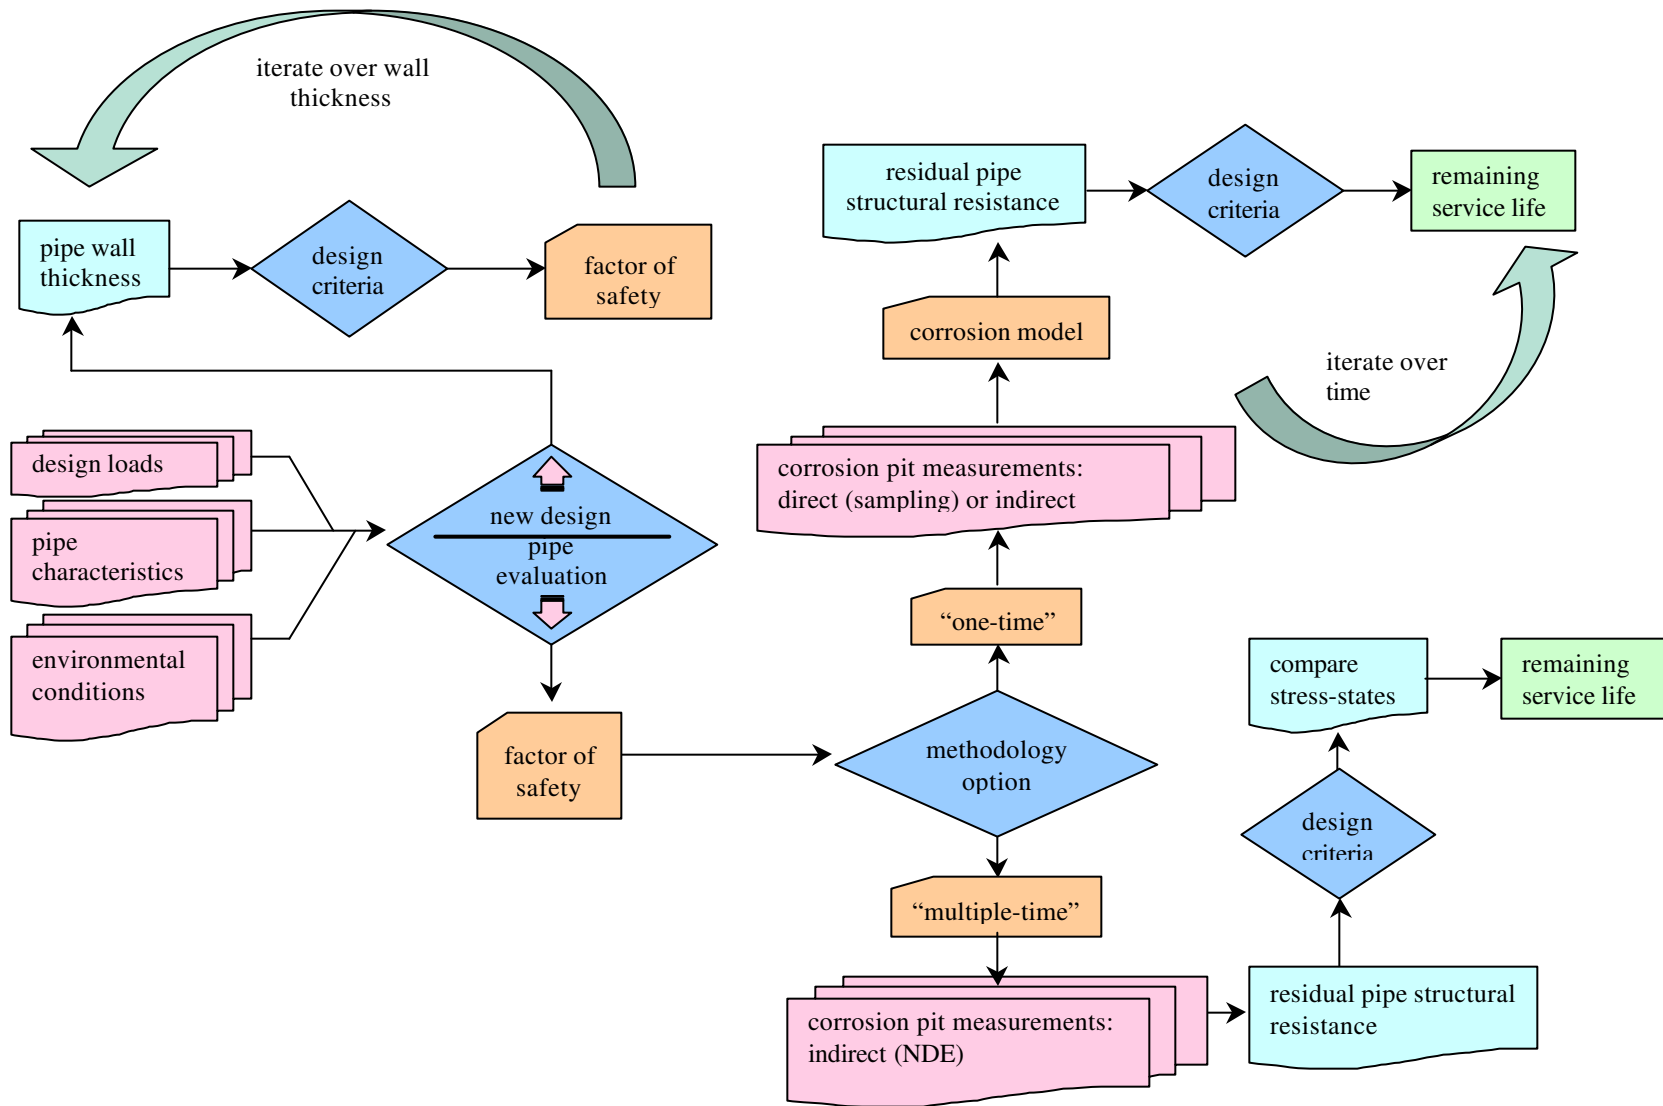 iterate over wall
thickness
pipe wall
thickness
design
criteria
factor of
safety
residual pipe
structural resistance
design
criteria
remaining
service life
corrosion model
iterate over
time
corrosion pit measurements:
direct (sampling) or indirect
design loads
pipe
characteristics
environmental
conditions
new design
pipe
evaluation
“one-time”
factor of
safety
methodology
option
compare
stress-states
remaining
service life
design
criteria
“multiple-time”
corrosion pit measurements:
indirect (NDE)
residual pipe structural
resistance